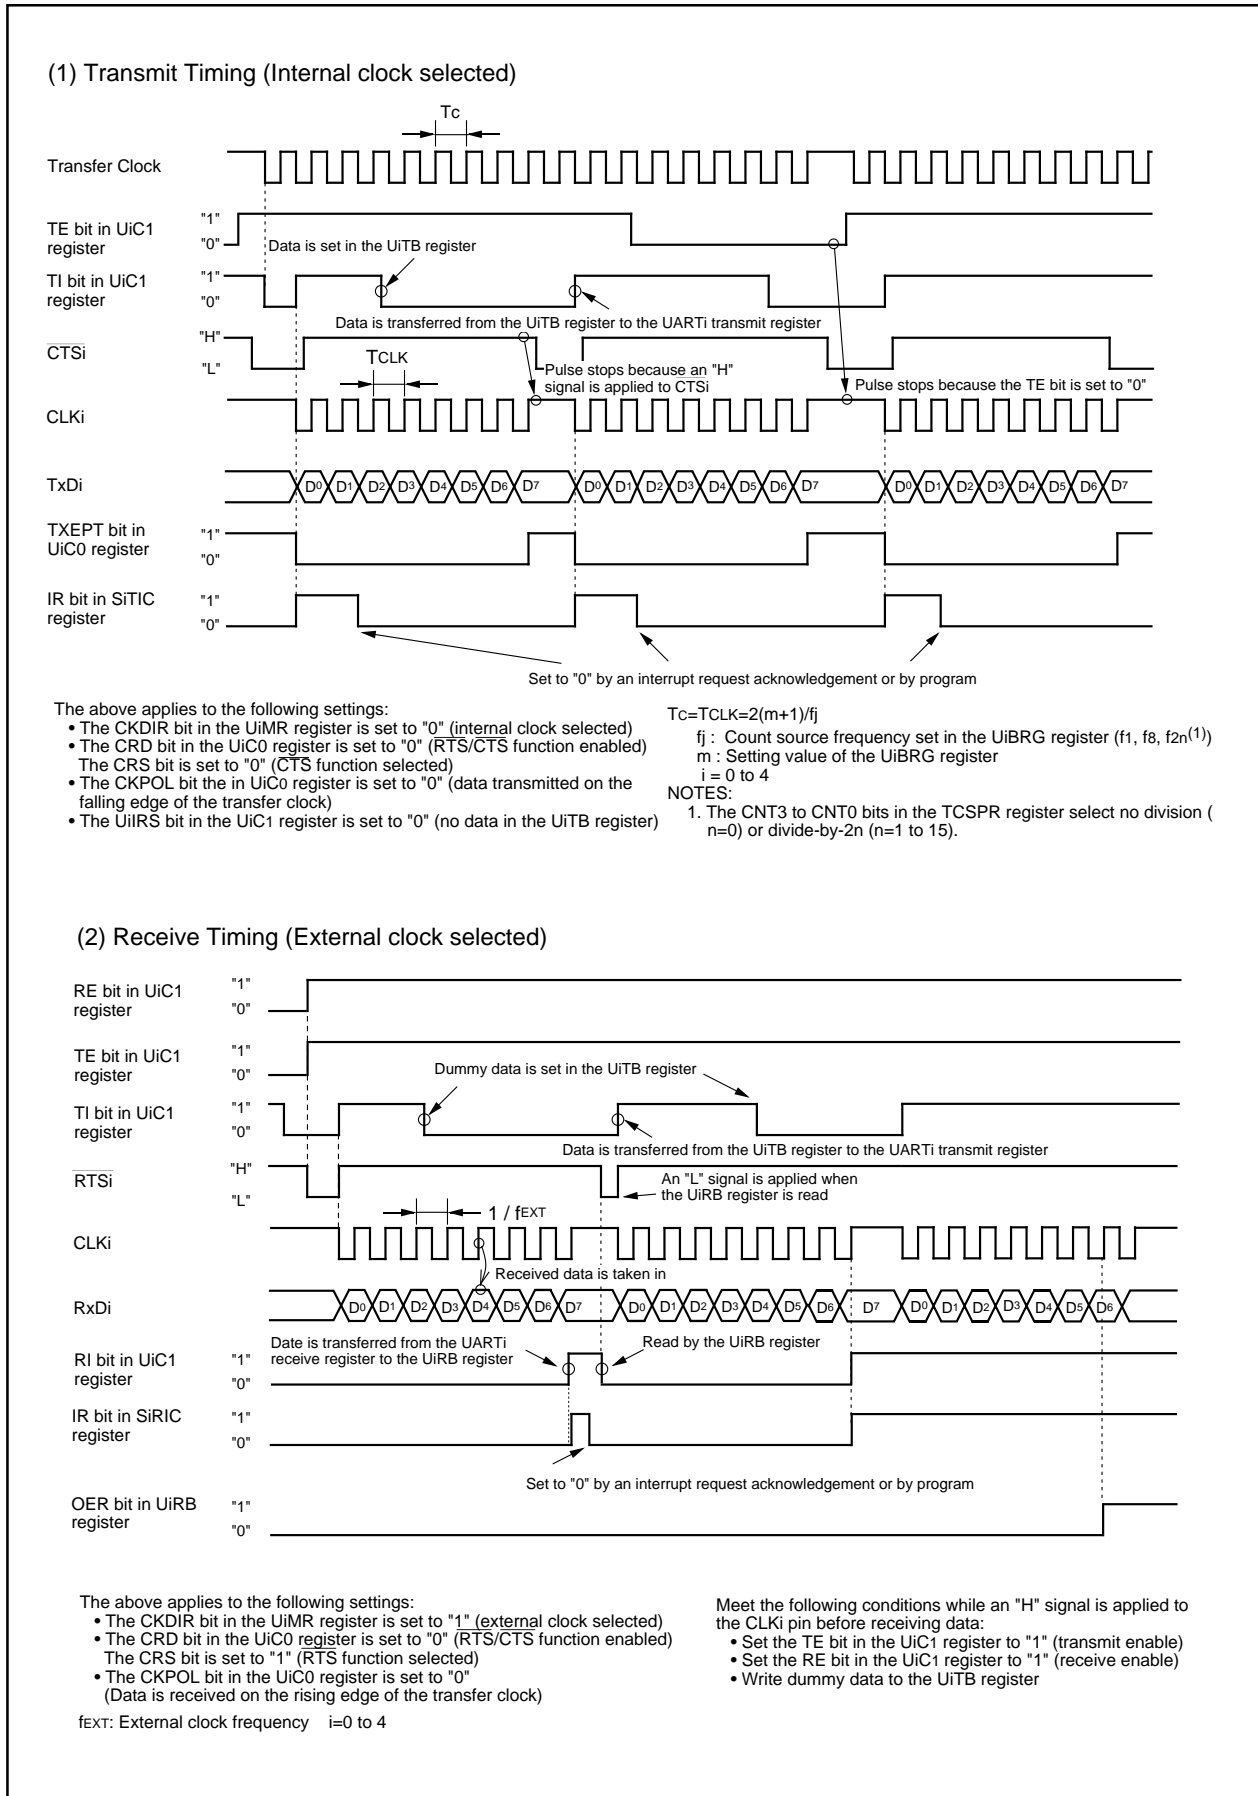 (1) Transmit Timing (Internal clock selected)
Tc
Transfer Clock
TE bit in UiC1
register
"1"
"0"
Data is set in the UiTB register
TI bit in UiC1
register
"1"
"0"
Data is transferred from the UiTB register to the UARTi transmit register
CTSi
"H"
"L"
TCLK
Pulse stops because an "H"
signal is applied to CTSi
Pulse stops because the TE bit is set to "0"
CLKi
TxDi
D0 D1 D2 D3 D4 D5 D6 D7 D0 D1 D2 D3 D4 D5 D6 D7 D0 D1 D2 D3 D4 D5 D6 D7
TXEPT bit in
UiC0 register
"1"
"0"
IR bit in SiTIC
register
"1"
"0"
Set to "0" by an interrupt request acknowledgement or by program
The above applies to the following settings:
• The CKDIR bit in the UiMR register is set to "0" (internal clock selected)
• The CRD bit in the UiC0 register is set to "0" (RTS/CTS function enabled)
The CRS bit is set to "0" (CTS function selected)
• The CKPOL bit the in UiC0 register is set to "0" (data transmitted on the
falling edge of the transfer clock)
• The UiIRS bit in the UiC1 register is set to "0" (no data in the UiTB register)
Tc=TCLK=2(m+1)/fj
fj : Count source frequency set in the UiBRG register (f1, f8, f2n(1))
m : Setting value of the UiBRG register
i = 0 to 4
NOTES:
1. The CNT3 to CNT0 bits in the TCSPR register select no division (
n=0) or divide-by-2n (n=1 to 15).
(2) Receive Timing (External clock selected)
RE bit in UiC1
register
"1"
"0"
TE bit in UiC1
register
"1"
"0"
Dummy data is set in the UiTB register
TI bit in UiC1
register
"1"
"0"
Data is transferred from the UiTB register to the UARTi transmit register
RTSi
"H"
"L"
An "L" signal is applied when
the UiRB register is read
1 / fEXT
CLKi
Received data is taken in
RxDi
D0 D1 D2 D3 D4 D5 D6 D7 D0 D1 D2 D3 D4 D5 D6 D7 D0 D1 D2 D3 D4 D5 D6
Date is transferred from the UARTi
receive register to the UiRB register
Read by the UiRB register
RI bit in UiC1
register
"1"
"0"
IR bit in SiRIC
register
"1"
"0"
Set to "0" by an interrupt request acknowledgement or by program
OER bit in UiRB
register
"1"
"0"
The above applies to the following settings:
• The CKDIR bit in the UiMR register is set to "1" (external clock selected)
• The CRD bit in the UiC0 register is set to "0" (RTS/CTS function enabled)
The CRS bit is set to "1" (RTS function selected)
• The CKPOL bit in the UiC0 register is set to "0"
(Data is received on the rising edge of the transfer clock)
fEXT: External clock frequency i=0 to 4
Meet the following conditions while an "H" signal is applied to
the CLKi pin before receiving data:
• Set the TE bit in the UiC1 register to "1" (transmit enable)
• Set the RE bit in the UiC1 register to "1" (receive enable)
• Write dummy data to the UiTB register